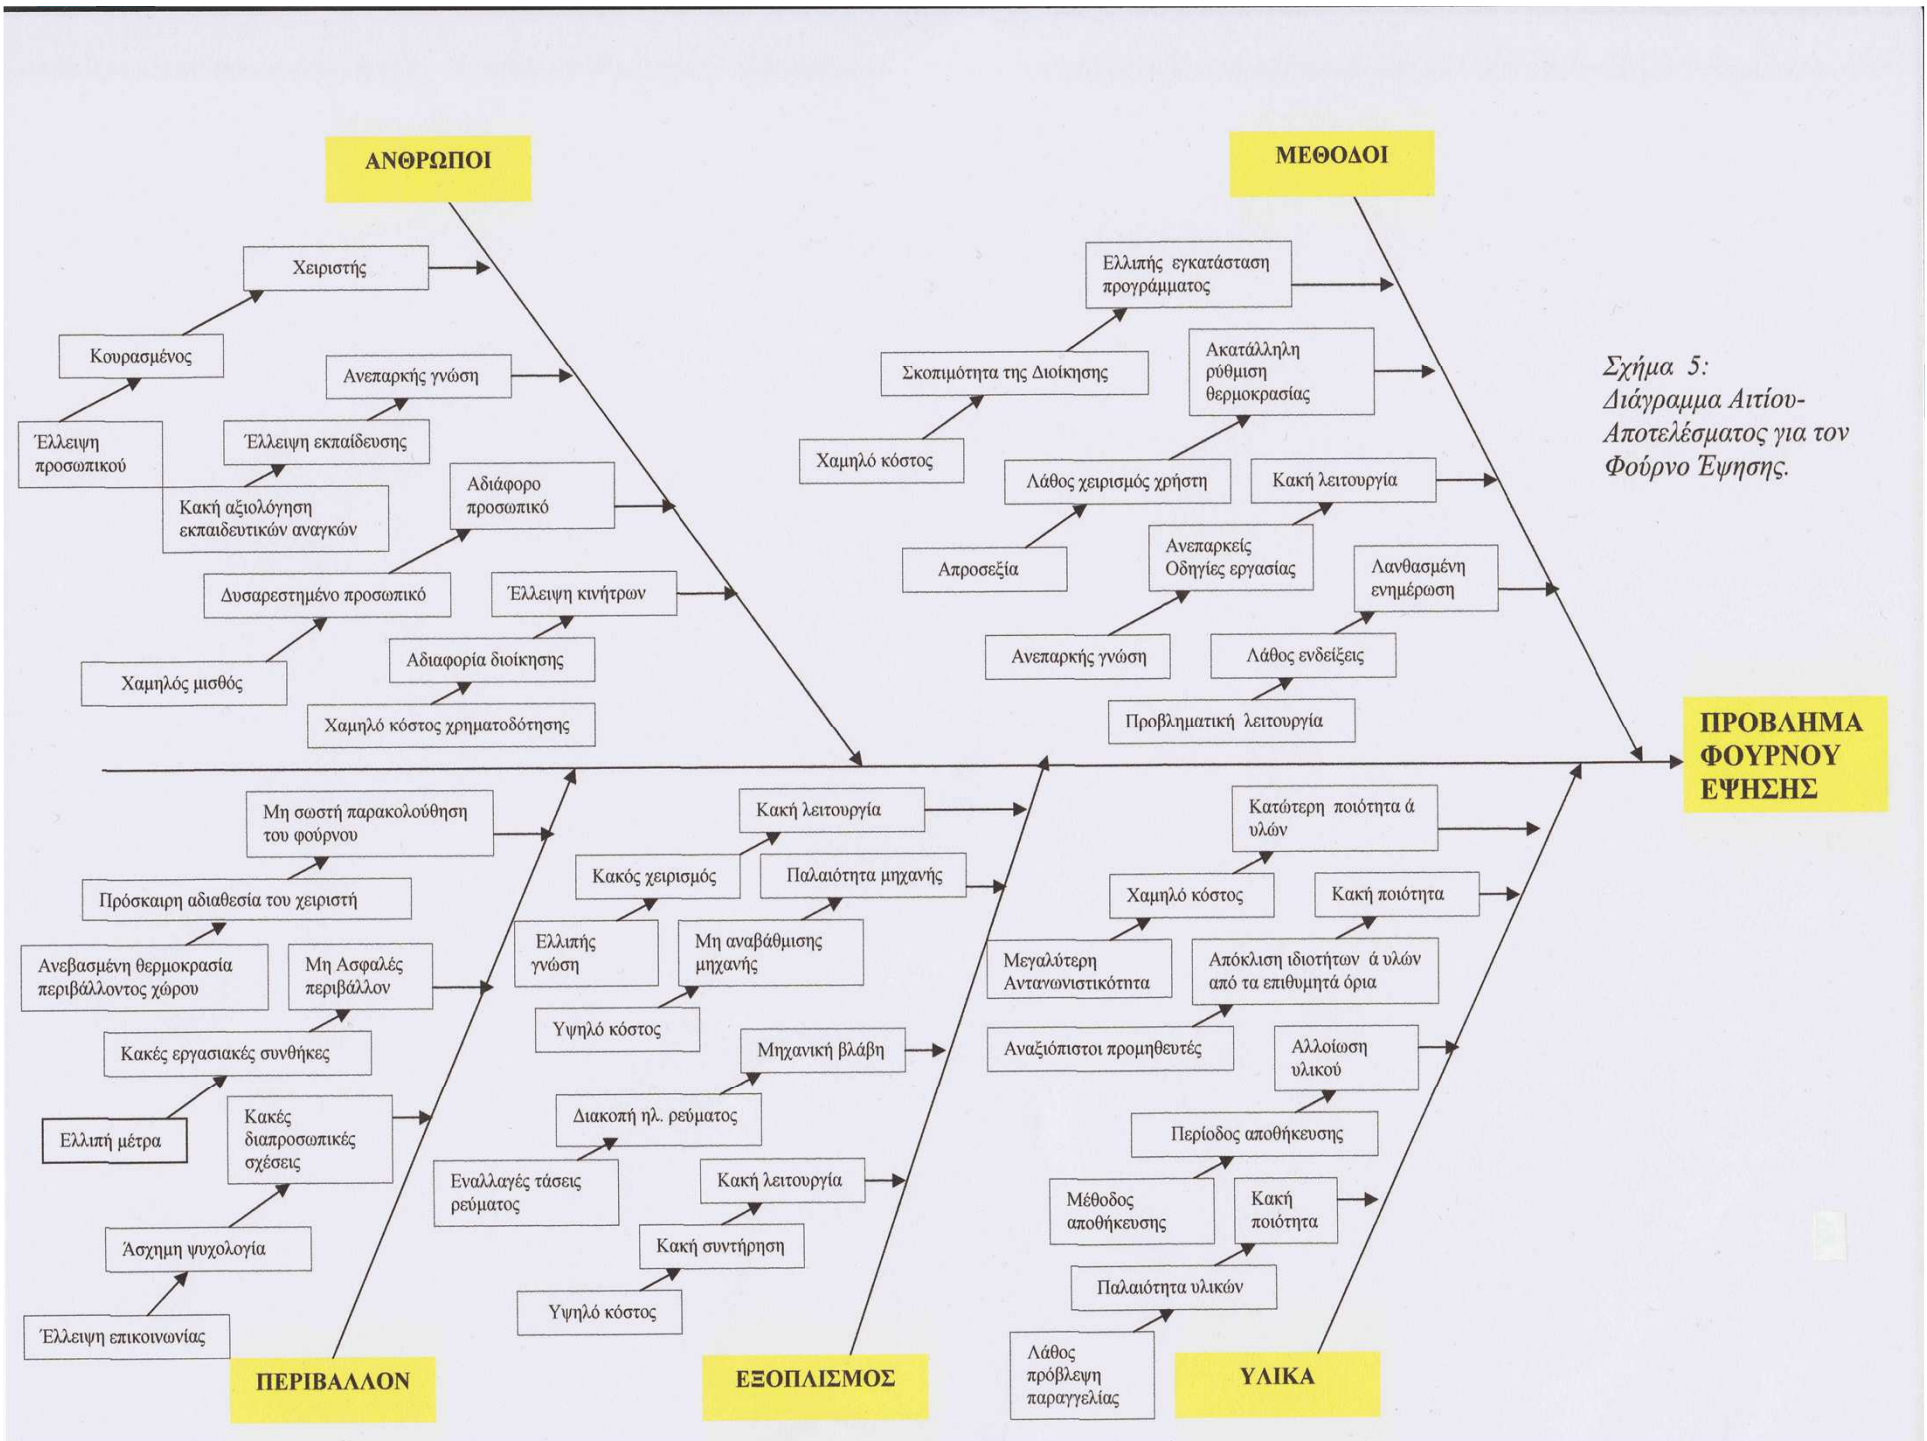 ΑΝΘΡΩΠΟΙ
Χειριστής
Κουρασμένος
Έλλειψη
προσωπικού
Ανεπαρκής γνώση
Έλλειψη εκπαίδευσης
Κακή αξιολόγηση
εκπαιδευτικών αναγκών
Αδιάφορο
προσωπικό
Δυσαρεστημένο προσωπικό
Χαμηλός μισθός
Έλλειψη κινήτρων
Αδιαφορία διοίκησης
Χαμηλό κόστος χρηματοδότησης
ΜΕΘΟΔΟΙ
Ελλιπής εγκατάσταση
προγράμματος
Σκοπιμότητα της Διοίκησης
Χαμηλό κόστος
Ακατάλληλη
ρύθμιση
θερμοκρασίας
Λάθος χειρισμός χρήστη
Απροσεξία
Κακή λειτουργία
Ανεπαρκείς
Οδηγίες εργασίας
Ανεπαρκής γνώση
Λανθασμένη
ενημέρωση
Λάθος ενδείξεις
Προβληματική λειτουργία
Σχήμα 5:
Διάγραμμα Αιτίου-
Αποτελέσματος για τον
Φούρνο Έψησης.
ΠΡΟΒΛΗΜΑ
ΦΟΥΡΝΟΥ
ΕΨΗΣΗΣ
Μη σωστή παρακολούθηση
του φούρνου
Πρόσκαιρη αδιαθεσία του χειριστή
Ανεβασμένη θερμοκρασία
περιβάλλοντος χώρου
Μη Ασφαλές
περιβάλλον
Κακές εργασιακές συνθήκες
Ελλιπή μέτρα
Κακές
διαπροσωπικές
σχέσεις
Άσχημη ψυχολογία
Έλλειψη επικοινωνίας
ΠΕΡΙΒΑΛΛΟΝ
Κακή λειτουργία
Κακός χειρισμός
Ελλιπής
γνώση
Παλαιότητα μηχανής
Μη αναβάθμισης
μηχανής
Υψηλό κόστος
Μηχανική βλάβη
Διακοπή ηλ. ρεύματος
Εναλλαγές τάσεις
ρεύματος
Κακή λειτουργία
Κακή συντήρηση
Υψηλό κόστος
ΕΞΟΠΛΙΣΜΟΣ
Κατώτερη ποιότητα ά
υλών
Χαμηλό κόστος
Μεγαλύτερη
Ανταγωνιστικότητα
Κακή ποιότητα
Απόκλιση ιδιοτήτων ά υλών
από τα επιθυμητά όρια
Αναξιόπιστοι προμηθευτές
Αλλοίωση
υλικού
Περίοδος αποθήκευσης
Μέθοδος
αποθήκευσης
Κακή
ποιότητα
Παλαιότητα υλικών
Λάθος
πρόβλεψη
παραγγελίας
ΥΛΙΚΑ